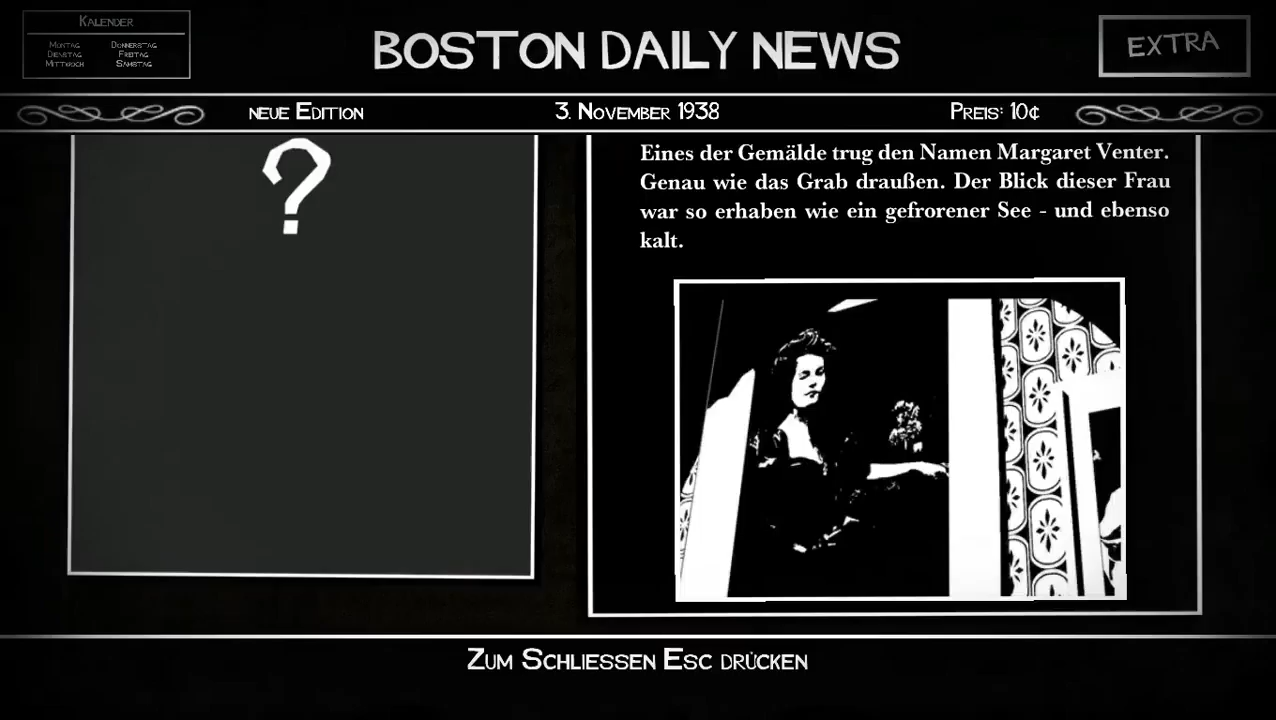 Kalender
Montag
Dienstag
Mittwoch
Donnerstag
Freitag
Samstag
BOSTON DAILY NEWS
EXTRA
neue Edition
3. November 1938
Preis: 10¢
?
Eines der Gemälde trug den Namen Margaret Venter.
Genau wie das Grab draußen. Der Blick dieser Frau
war so erhaben wie ein gefrorener See - und ebenso
kalt.
Zum Schliessen Esc drücken